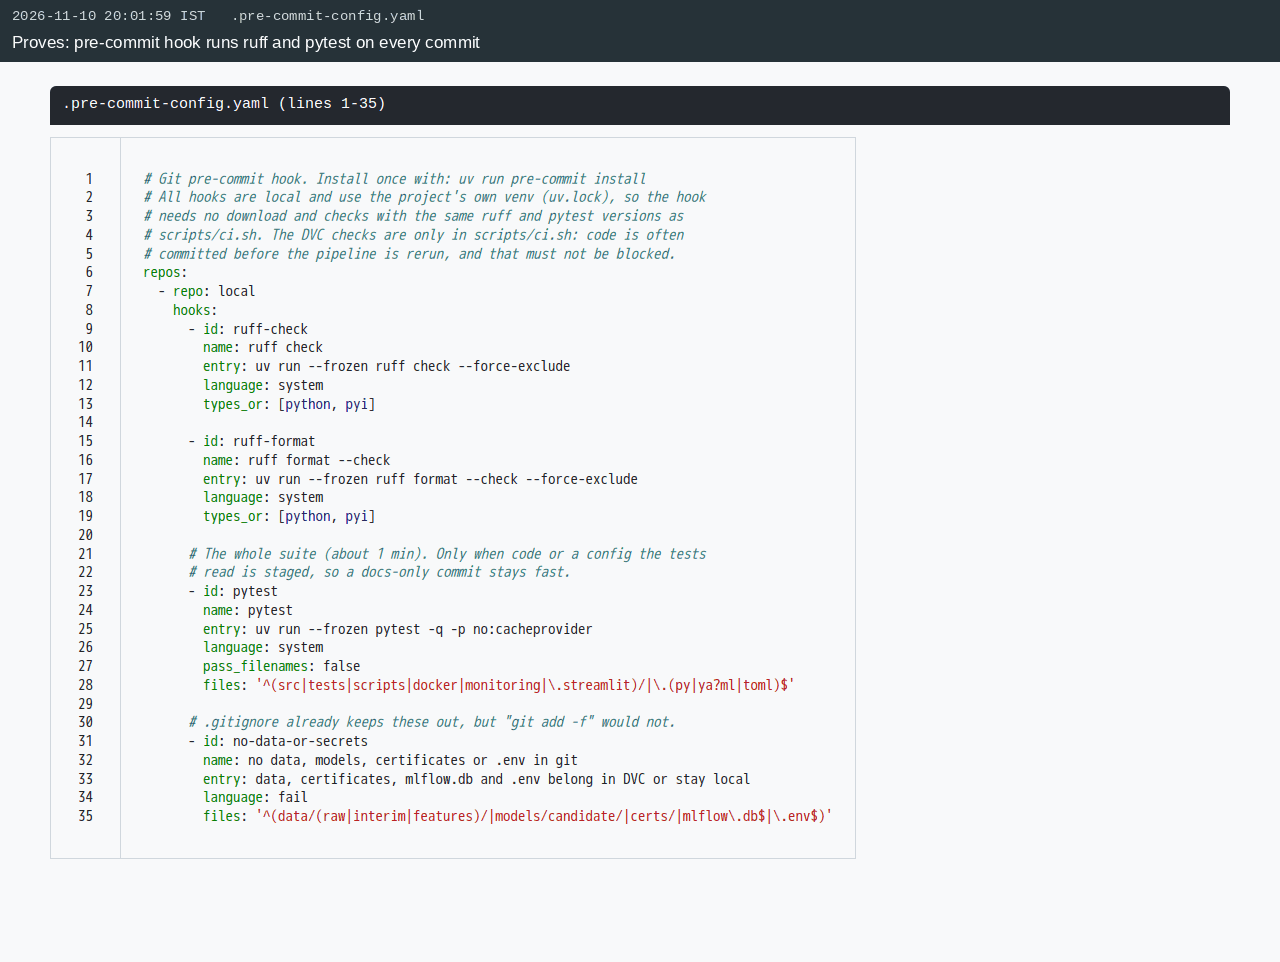 2026-11-10 20:01:59 IST .pre-commit-config.yaml
Proves: pre-commit hook runs ruff and pytest on every commit
.pre-commit-config.yaml (lines 1-35)
1 # Git pre-commit hook. Install once with: uv run pre-commit install
2 # All hooks are local and use the project's own venv (uv.lock), so the hook
3 # needs no download and checks with the same ruff and pytest versions as
4 # scripts/ci.sh. The DVC checks are only in scripts/ci.sh: code is often
5 # committed before the pipeline is rerun, and that must not be blocked.
6 repos:
7   - repo: local
8     hooks:
9       - id: ruff-check
10         name: ruff check
11         entry: uv run --frozen ruff check --force-exclude
12         language: system
13         types_or: [python, pyi]
14
15       - id: ruff-format
16         name: ruff format --check
17         entry: uv run --frozen ruff format --check --force-exclude
18         language: system
19         types_or: [python, pyi]
20
21       # The whole suite (about 1 min). Only when code or a config the tests
22       # read is staged, so a docs-only commit stays fast.
23       - id: pytest
24         name: pytest
25         entry: uv run --frozen pytest -q -p no:cacheprovider
26         language: system
27         pass_filenames: false
28         files: '^(src|tests|scripts|docker|monitoring|\.streamlit)/|\.(py|ya?ml|toml)$'
29
30       # .gitignore already keeps these out, but "git add -f" would not.
31       - id: no-data-or-secrets
32         name: no data, models, certificates or .env in git
33         entry: data, certificates, mlflow.db and .env belong in DVC or stay local
34         language: fail
35         files: '^(data/(raw|interim|features)/|models/candidate/|certs/|mlflow\.db$|\.env$)'